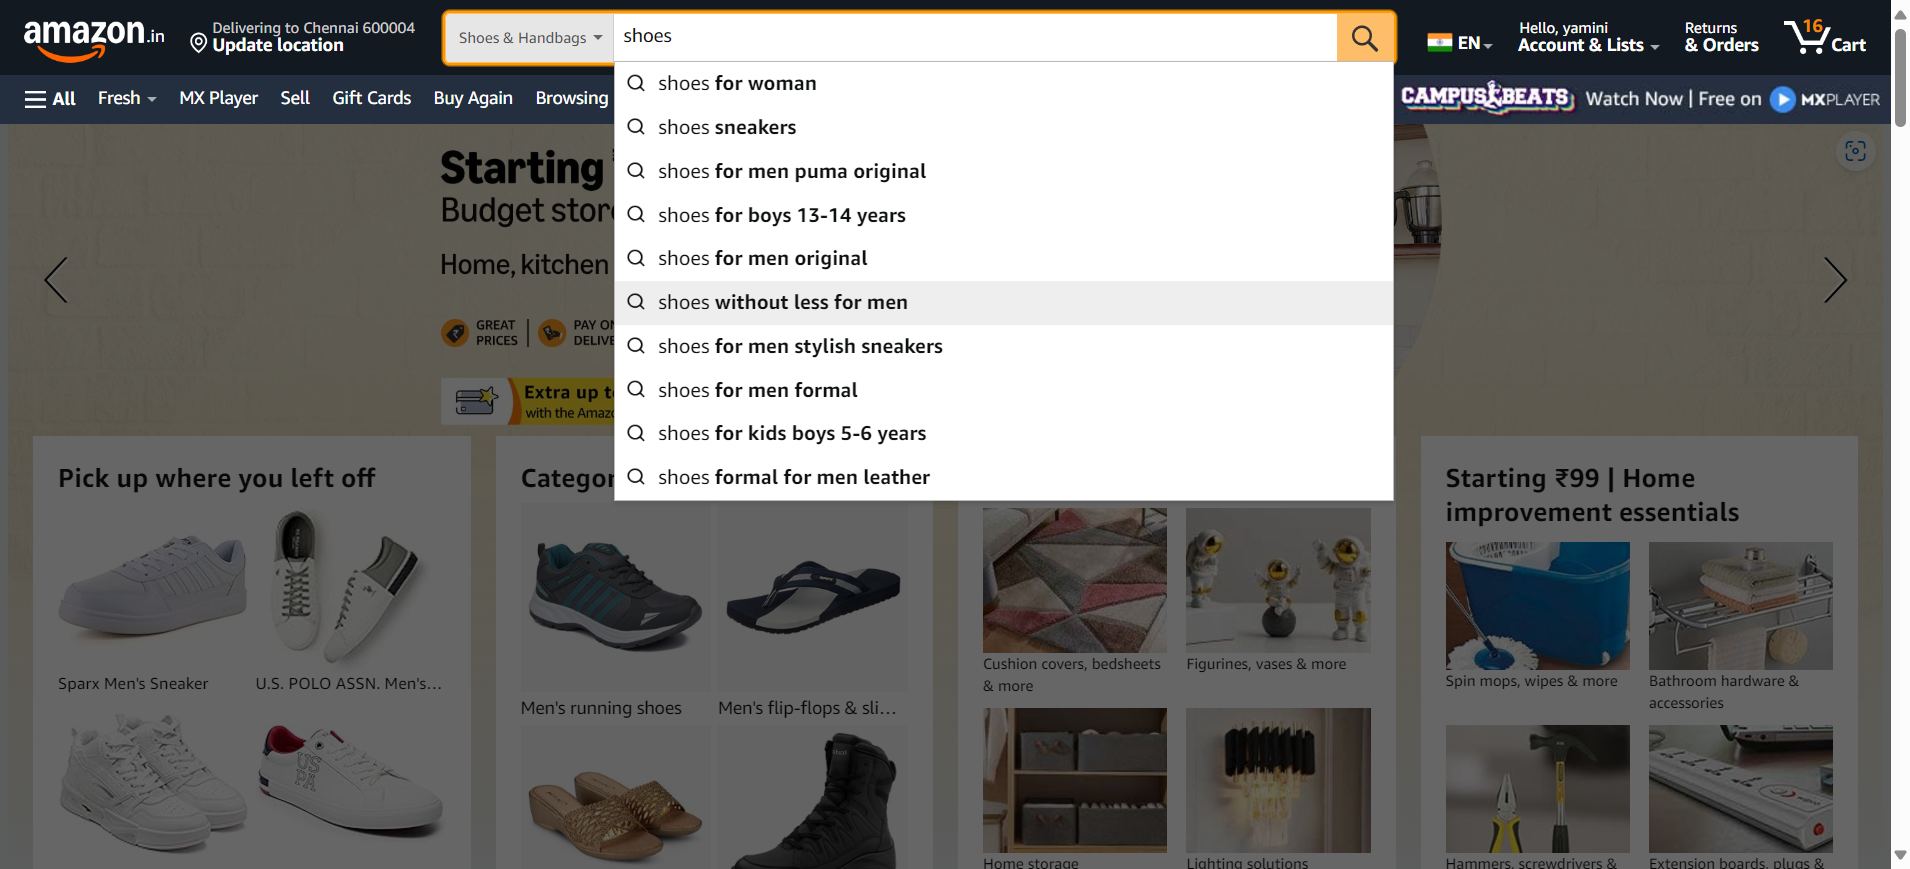 amazon.in
Delivering to Chennai 600004
Update location
Shoes & Handbags
shoes
EN
Hello, yamini
Account & Lists
Returns
& Orders
16
Cart
All
Fresh
MX Player
Sell
Gift Cards
Buy Again
Browsing
CAMPUS BEATS
Watch Now | Free on
MXPLAYER
shoes for woman
shoes sneakers
shoes for men puma original
shoes for boys 13-14 years
shoes for men original
shoes without less for men
shoes for men stylish sneakers
shoes for men formal
shoes for kids boys 5-6 years
shoes formal for men leather
Starting
Budget stor
Home, kitchen
GREAT
PRICES
PAY ON
DELIVE
Extra up t
with the Amaz
Pick up where you left off
Sparx Men's Sneaker
U.S. POLO ASSN. Men's...
US
PA
Categor
Men's running shoes
Men's flip-flops & sli...
Cushion covers, bedsheets
& more
Figurines, vases & more
Home storage
Lighting solutions
Starting ₹99 | Home
improvement essentials
Spin mops, wipes & more
Bathroom hardware &
accessories
Hammers, screwdrivers &
Extension boards, plugs &